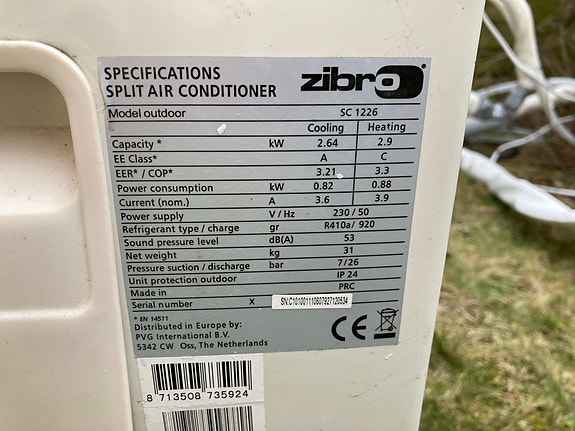 SPECIFICATIONS
SPLIT AIR CONDITIONER
zibro
Model outdoor SC 1226
Cooling Heating
Capacity * kW 2.64 2.9
EE Class* A C
EER* / COP* 3.21 3.3
Power consumption kW 0.82 0.88
Current (nom.) A 3.6 3.9
Power supply V / Hz 230 / 50
Refrigerant type / charge gr R410a/ 920
Sound pressure level dB(A) 53
Net weight kg 31
Pressure suction / discharge bar 7/26
Unit protection outdoor IP 24
Made in PRC
Serial number X SN.C10100111060792712053​4
* EN 14511
Distributed in Europe by:
PVG International B.V.
5342 CW Oss, The Netherlands
CE
8 713508 735924